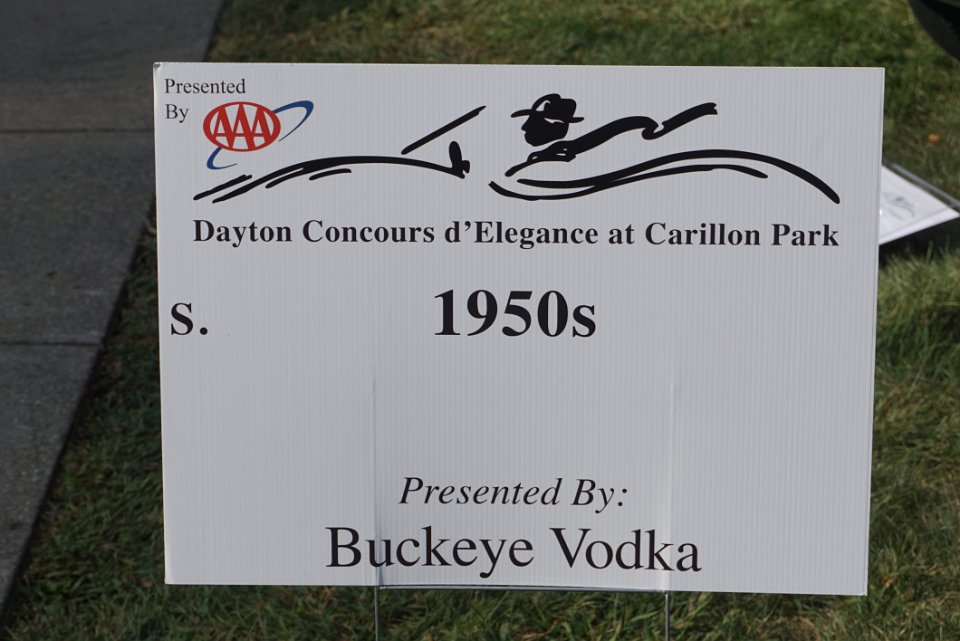 Presented
By AAA
Dayton Concours d'Elegance at Carillon Park
S. 1950s
Presented By:
Buckeye Vodka